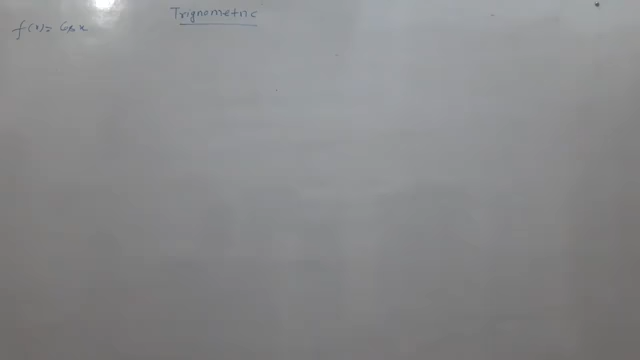 Trignometric
f(x) = Cos x